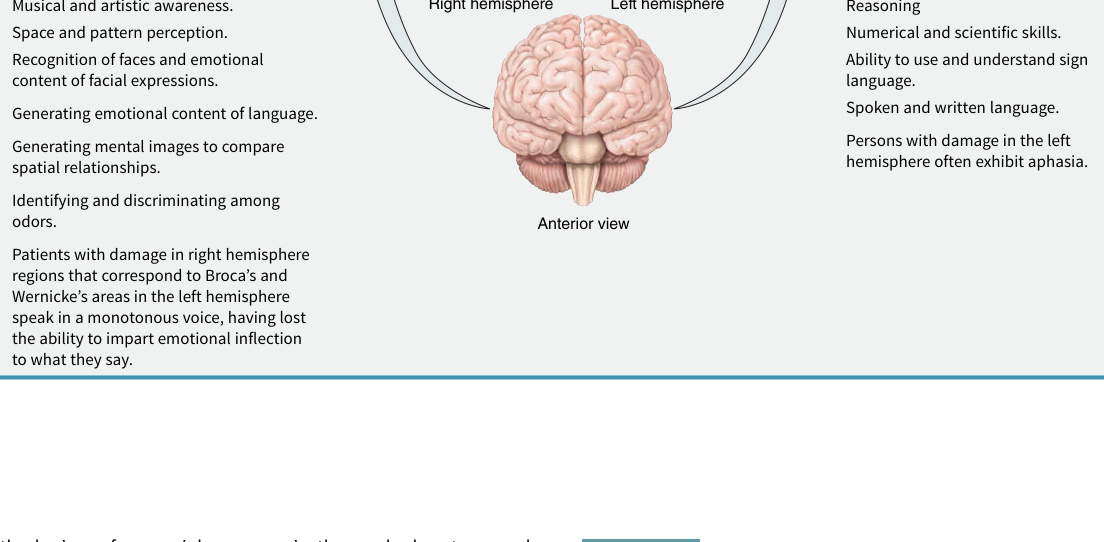 Musical and artistic awareness.
Space and pattern perception.
Recognition of faces and emotional
content of facial expressions.
Generating emotional content of language.
Generating mental images to compare
spatial relationships.
Identifying and discriminating among
odors.
Patients with damage in right hemisphere
regions that correspond to Broca’s and
Wernicke’s areas in the left hemisphere
speak in a monotonous voice, having lost
the ability to impart emotional inflection
to what they say.
Right hemisphere
Left hemisphere
Anterior view
Reasoning
Numerical and scientific skills.
Ability to use and understand sign
language.
Spoken and written language.
Persons with damage in the left
hemisphere often exhibit aphasia.